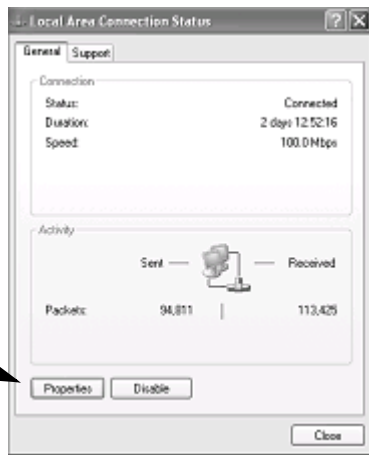 Local Area Connection Status
General Support
Connection
Status: Connected
Duration: 2 days 12:52:16
Speed: 100.0 Mbps
Activity
Sent — — Received
Packets: 94,811 | 113,425
Properties Disable
Close